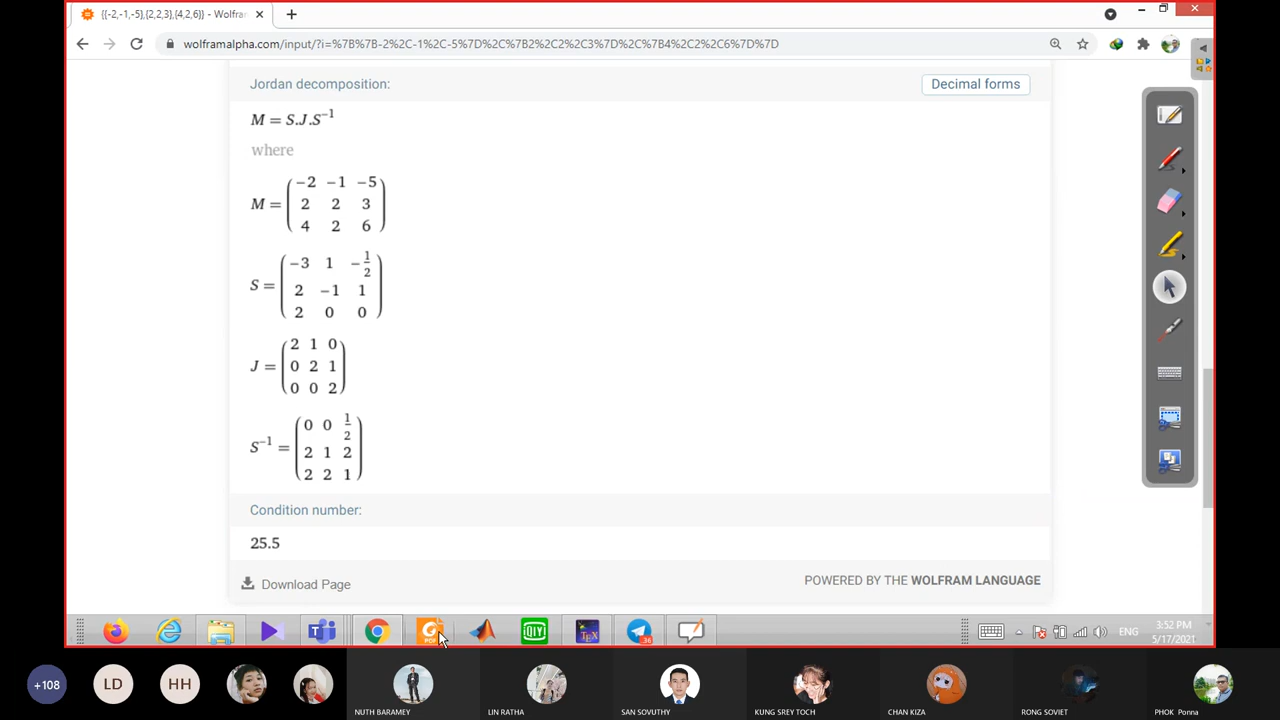 {{-2,-1,-5},{2,2,3},{4,2,6}} - Wolfra
wolframalpha.com/input/?i=%7B%7B-2%2C-1%2C-5%7D%2C%7B2%2C2%2C3%7D%2C%7B4%2C2%2C6%7D%7D
Jordan decomposition:
Decimal forms
M = S.J.S⁻¹
where
M = (−2 −1 −5
2 2 3
4 2 6)
S = (−3 1 −1/2
2 −1 1
2 0 0)
J = (2 1 0
0 2 1
0 0 2)
S⁻¹ = (0 0 1/2
2 1 2
2 2 1)
Condition number:
25.5
Download Page
POWERED BY THE WOLFRAM LANGUAGE
PDF
QIY
TEX
36
ENG
3:52 PM
5/17/2021
+108
LD
HH
NUTH BARAMEY
LIN RATHA
SAN SOVUTHY
KUNG SREY TOCH
CHAN KIZA
RONG SOVIET
PHOK Ponna